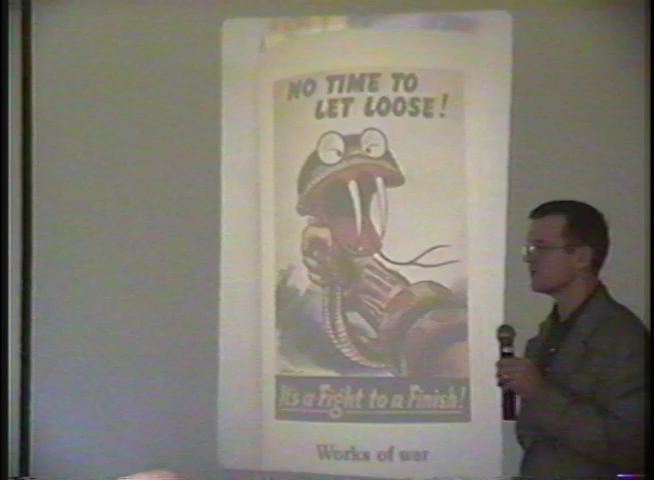 NO TIME TO
LET LOOSE!
It's a Fight to a Finish!
Works of war